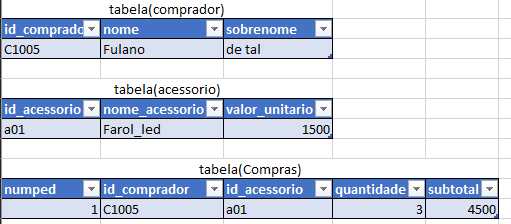 tabela(comprador)
id_comprado nome sobrenome
C1005 Fulano de tal
tabela(acessorio)
id_acessorio nome_acessorio valor_unitario
a01 Farol_led 1500
tabela(Compras)
numped id_comprador id_acessorio quantidade subtotal
1 C1005 a01 3 4500